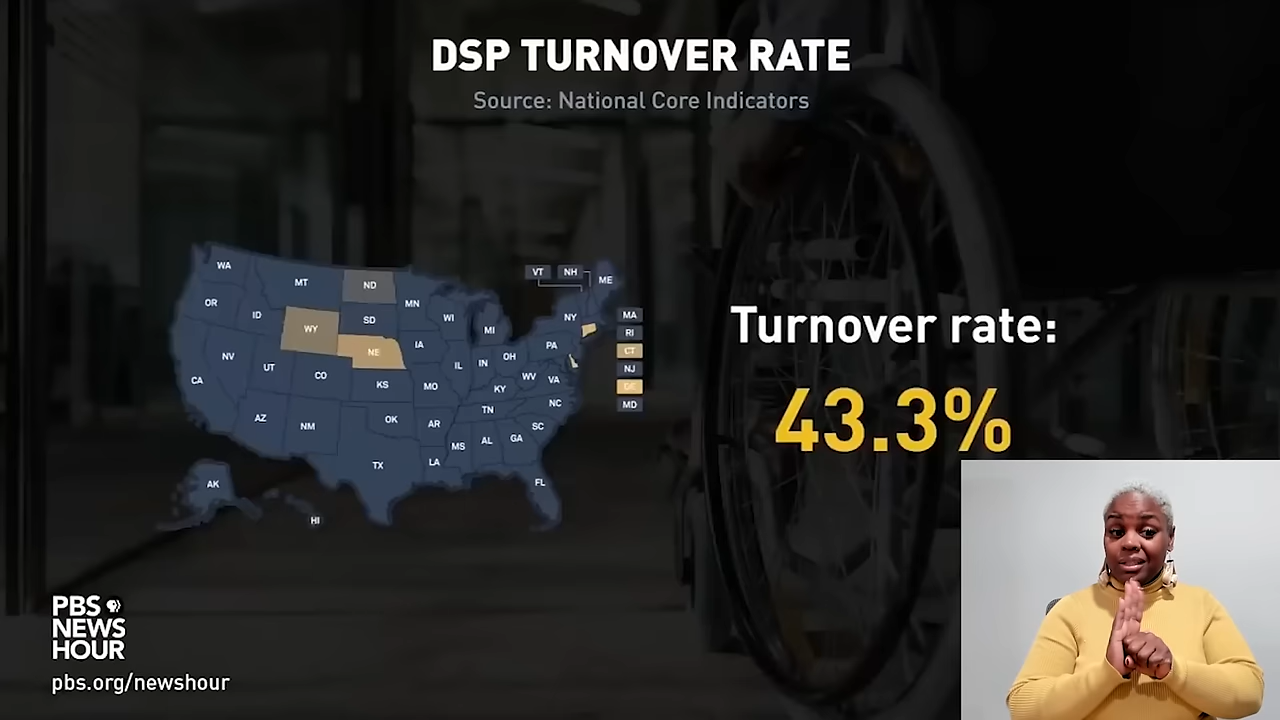 DSP TURNOVER RATE
Source: National Core Indicators
WA
MT
ND
MN
OR
ID
WY
SD
WI
MI
VT
NH
ME
NY
MA
RI
CT
NJ
MD
NV
UT
CO
NE
IA
IL
IN
OH
PA
WV
VA
CA
KS
MO
KY
NC
AZ
NM
OK
AR
TN
SC
MS
AL
GA
TX
LA
FL
AK
HI
Turnover rate:
43.3%
PBS
NEWS
HOUR
pbs.org/newshour